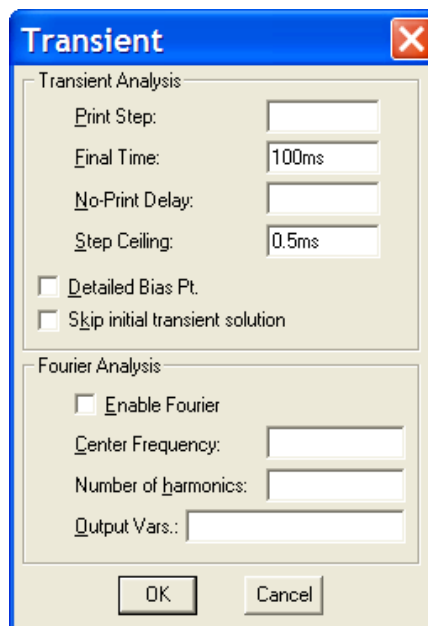 Transient
Transient Analysis
Print Step:
Final Time: 100ms
No-Print Delay:
Step Ceiling: 0.5ms
Detailed Bias Pt.
Skip initial transient solution
Fourier Analysis
Enable Fourier
Center Frequency:
Number of harmonics:
Output Vars.:
OK Cancel